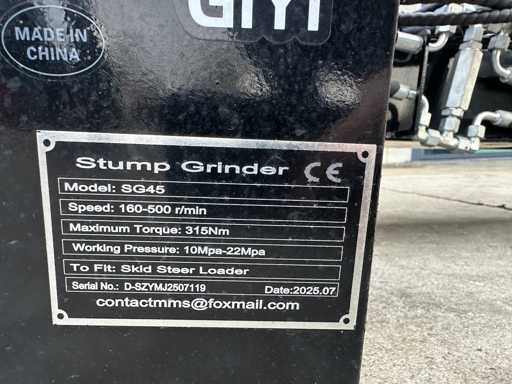 MADE IN
CHINA
GIYI
Stump Grinder CE
Model: SG45
Speed: 160-500 r/min
Maximum Torque: 315Nm
Working Pressure: 10Mpa-22Mpa
To Fit: Skid Steer Loader
Serial No.: D-SZYMJ2507119 Date:2025.07
contactmms@foxmail.com